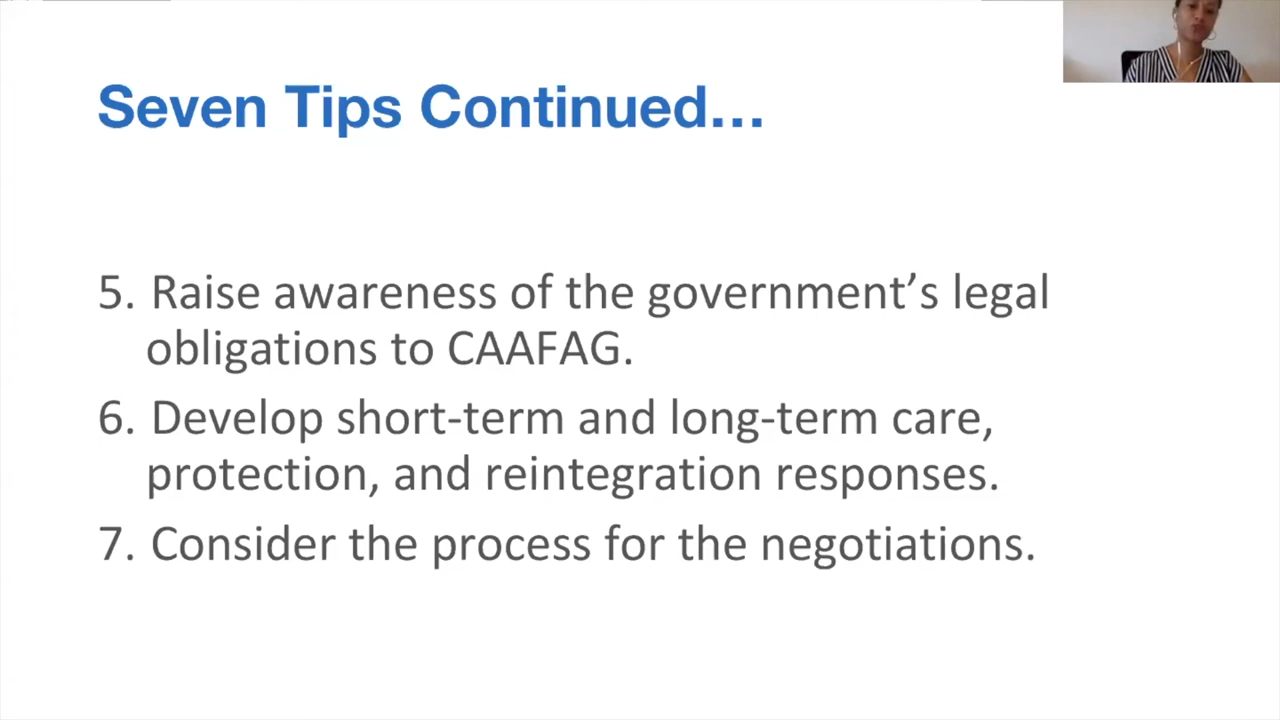 Seven Tips Continued…
5. Raise awareness of the government’s legal
obligations to CAAFAG.
6. Develop short-term and long-term care,
protection, and reintegration responses.
7. Consider the process for the negotiations.